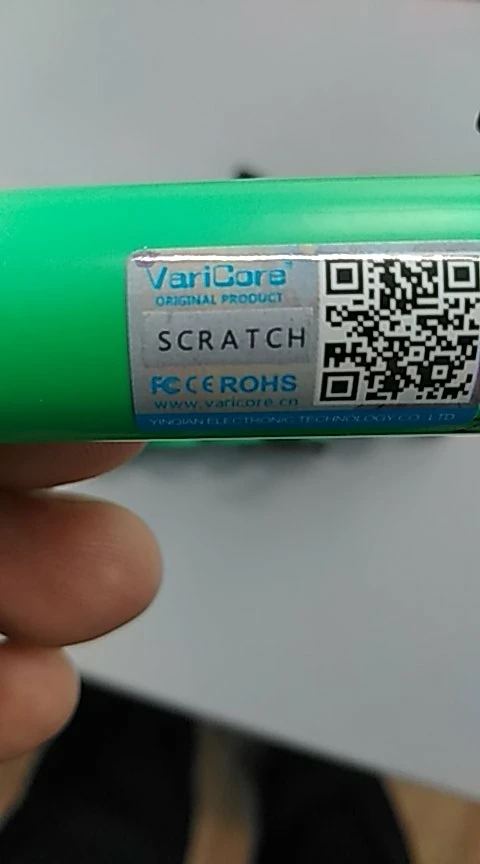 VariCore
ORIGINAL PRODUCT
SCRATCH
FC CE ROHS
www.varicore.cn
YINQIAN ELECTRONIC TECHNOLOGY CO. LTD